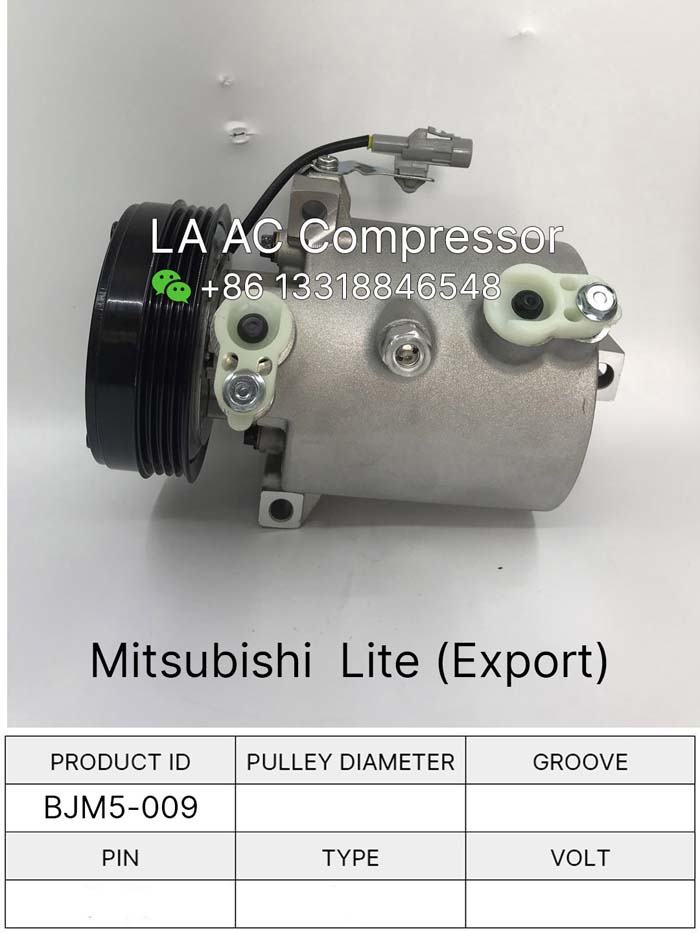 LA AC Compressor
+86 13318846548
Mitsubishi Lite (Export)
PRODUCT ID PULLEY DIAMETER GROOVE
BJM5-009
PIN TYPE VOLT